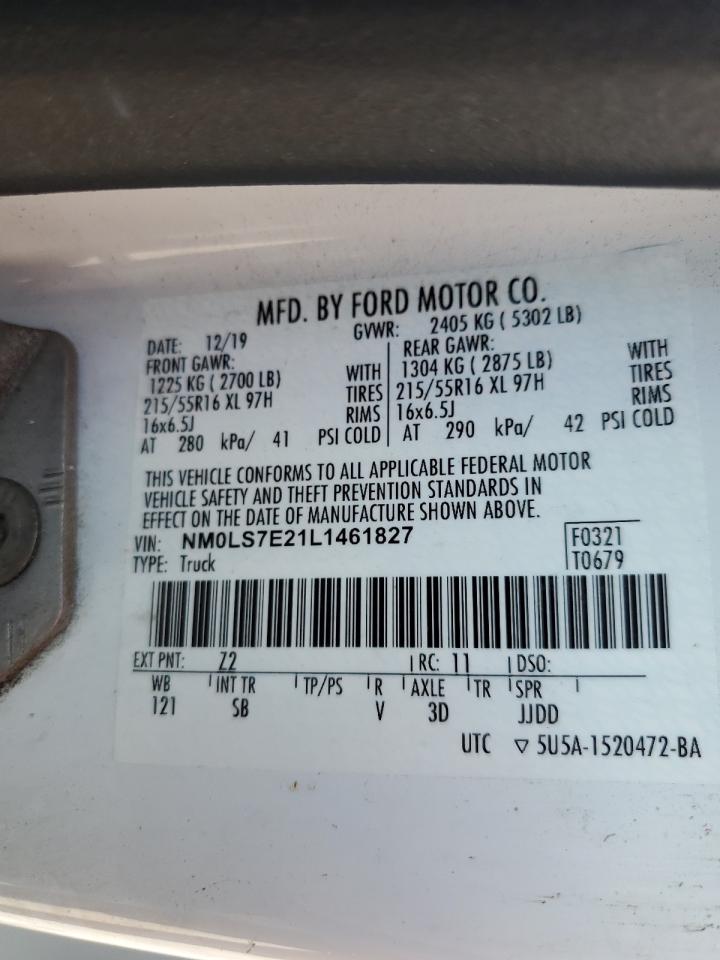 MFD. BY FORD MOTOR CO.
DATE: 12/19 GVWR: 2405 KG ( 5302 LB)
FRONT GAWR: REAR GAWR:
1225 KG ( 2700 LB) WITH 1304 KG ( 2875 LB) WITH
215/55R16 XL 97H TIRES 215/55R16 XL 97H TIRES
16x6.5J RIMS 16x6.5J RIMS
AT 280 kPa/ 41 PSI COLD AT 290 kPa/ 42 PSI COLD
THIS VEHICLE CONFORMS TO ALL APPLICABLE FEDERAL MOTOR
VEHICLE SAFETY AND THEFT PREVENTION STANDARDS IN
EFFECT ON THE DATE OF MANUFACTURE SHOWN ABOVE.
VIN: NM0LS7E21L1461827 F0321
TYPE: Truck T0679
EXT PNT: Z2 RC: 11 DSO:
WB INT TR TP/PS R AXLE TR SPR
121 SB V 3D JJDD
UTC ▽ 5U5A-1520472-BA